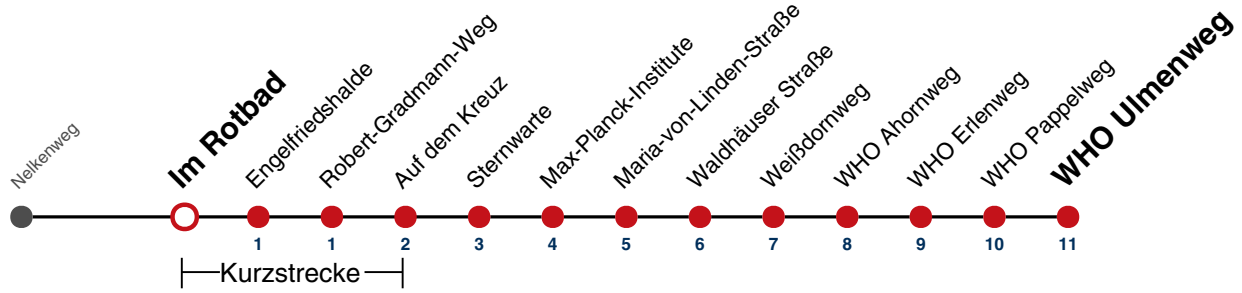 Nelkenweg
Im Rotbad
Engelfriedshalde
Robert-Gradmann-Weg
Auf dem Kreuz
Sternwarte
Max-Planck-Institute
Maria-von-Linden-Straße
Waldhäuser Straße
Weißdornweg
WHO Ahornweg
WHO Erlenweg
WHO Pappelweg
WHO Ulmenweg
1 1 2 3 4 5 6 7 8 9 10 11
Kurzstrecke